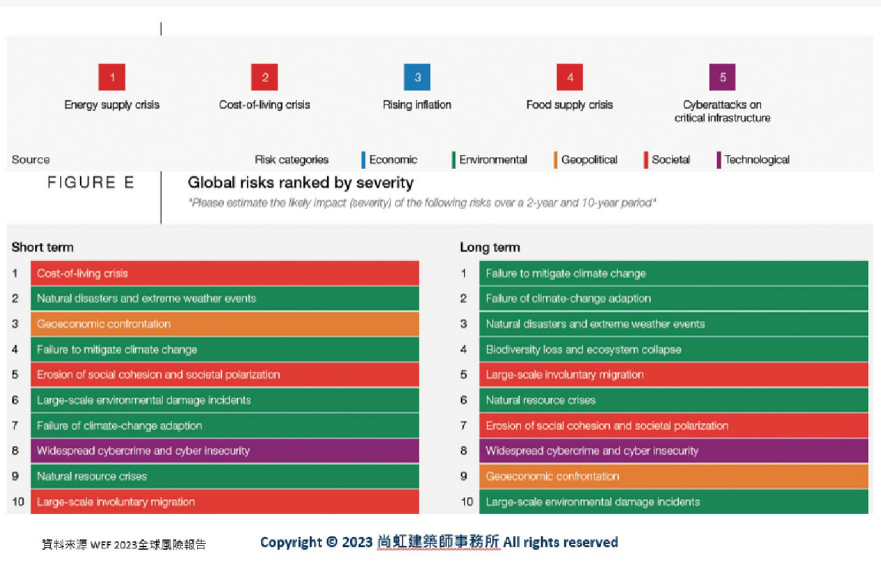 1
2
3
4
5
Energy supply crisis
Cost-of-living crisis
Rising inflation
Food supply crisis
Cyberattacks on
critical infrastructure
Source
Risk categories
Economic
Environmental
Geopolitical
Societal
Technological
FIGURE E
Global risks ranked by severity
"Please estimate the likely impact (severity) of the following risks over a 2-year and 10-year period"
Short term
1 Cost-of-living crisis
2 Natural disasters and extreme weather events
3 Geoeconomic confrontation
4 Failure to mitigate climate change
5 Erosion of social cohesion and societal polarization
6 Large-scale environmental damage incidents
7 Failure of climate-change adaption
8 Widespread cybercrime and cyber insecurity
9 Natural resource crises
10 Large-scale involuntary migration
Long term
1 Failure to mitigate climate change
2 Failure of climate-change adaption
3 Natural disasters and extreme weather events
4 Biodiversity loss and ecosystem collapse
5 Large-scale involuntary migration
6 Natural resource crises
7 Erosion of social cohesion and societal polarization
8 Widespread cybercrime and cyber insecurity
9 Geoeconomic confrontation
10 Large-scale environmental damage incidents
資料來源 WEF 2023全球風險報告
Copyright © 2023 尚虹建築師事務所 All rights reserved